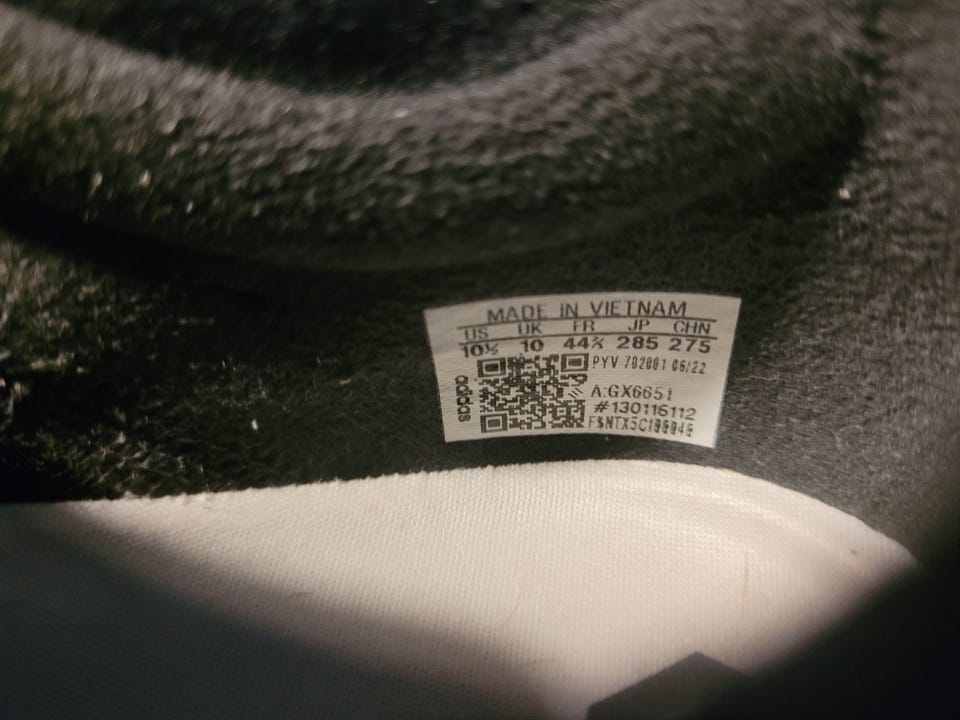 MADE IN VIETNAM
US UK FR JP CHN
10½ 10 44⅔ 285 275
PYV 702001 06/22
adidas
A:GX6651
#130116112